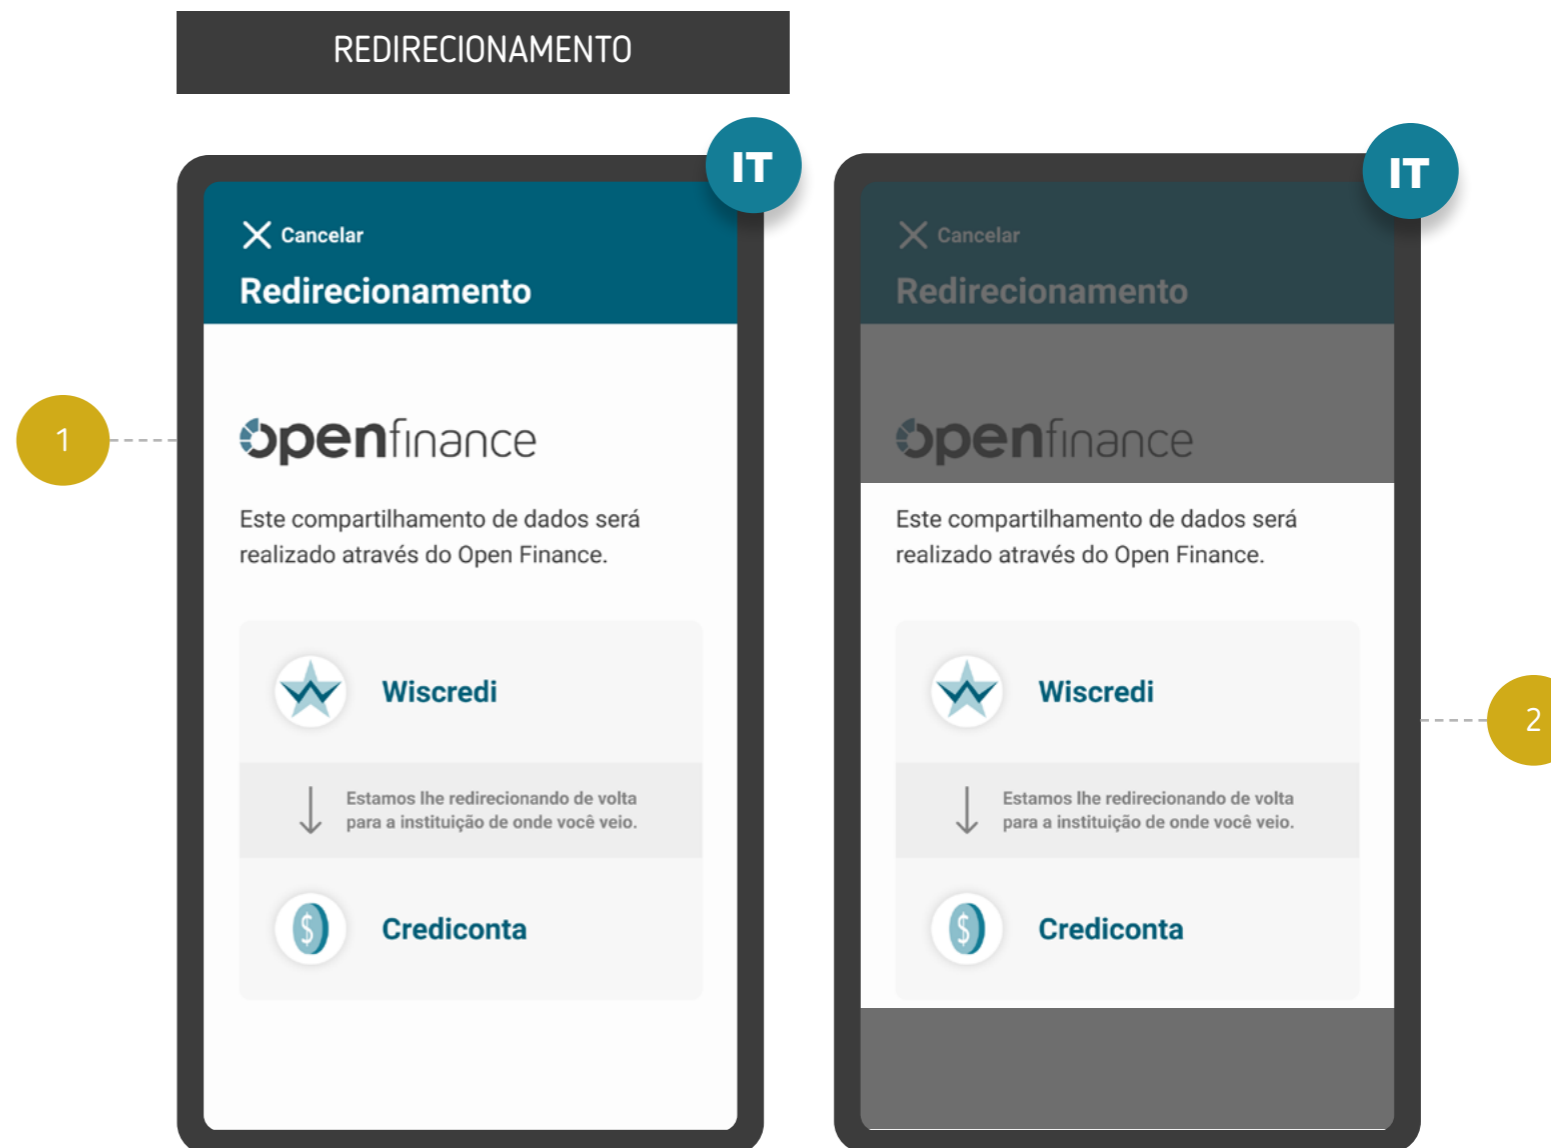 REDIRECIONAMENTO
IT
Cancelar
Redirecionamento
1
openfinance
Este compartilhamento de dados será
realizado através do Open Finance.
Wiscredi
Estamos lhe redirecionando de volta
para a instituição de onde você veio.
$
Crediconta
IT
Cancelar
Redirecionamento
openfinance
Este compartilhamento de dados será
realizado através do Open Finance.
Wiscredi
2
Estamos lhe redirecionando de volta
para a instituição de onde você veio.
$
Crediconta